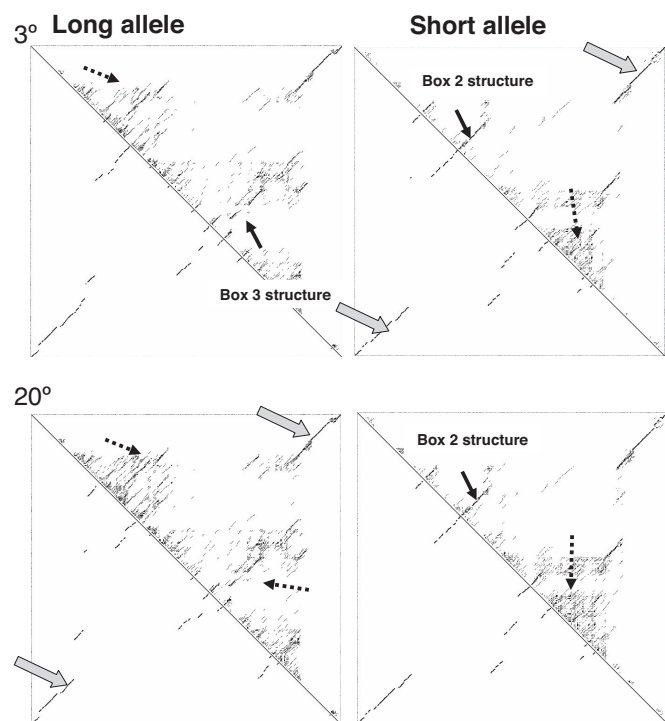 Long allele
Short allele
3º
Box 2 structure
Box 3 structure
20º
Box 2 structure